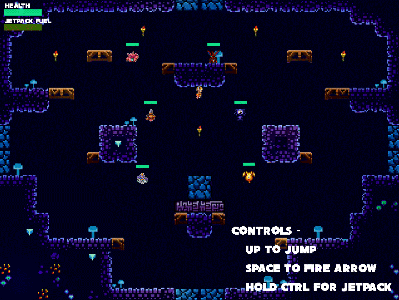 HEALTH
JETPACK FUEL
CONTROLS -
UP TO JUMP
SPACE TO FIRE ARROW
HOLD CTRL FOR JETPACK